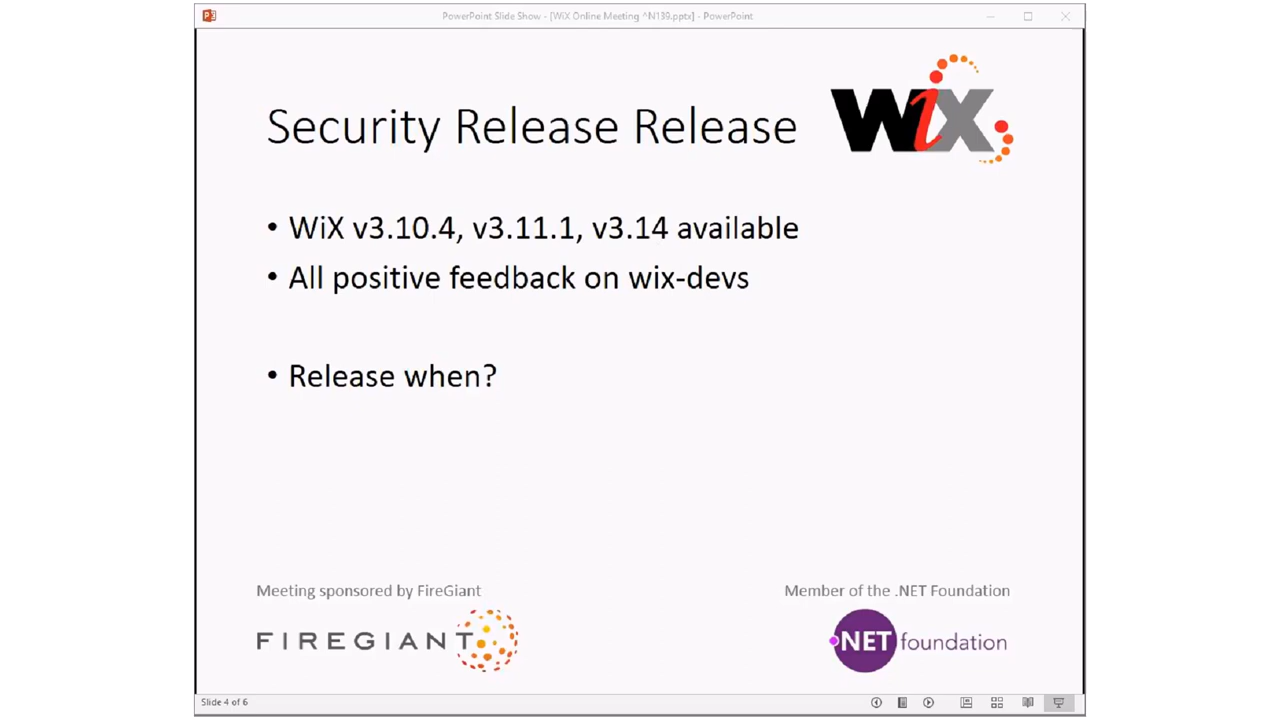 PowerPoint Slide Show - [WiX Online Meeting ^N139.pptx] - PowerPoint
Security Release Release
WiX
• WiX v3.10.4, v3.11.1, v3.14 available
• All positive feedback on wix-devs
• Release when?
Meeting sponsored by FireGiant
Member of the .NET Foundation
FIREGIANT
.NET foundation
Slide 4 of 6